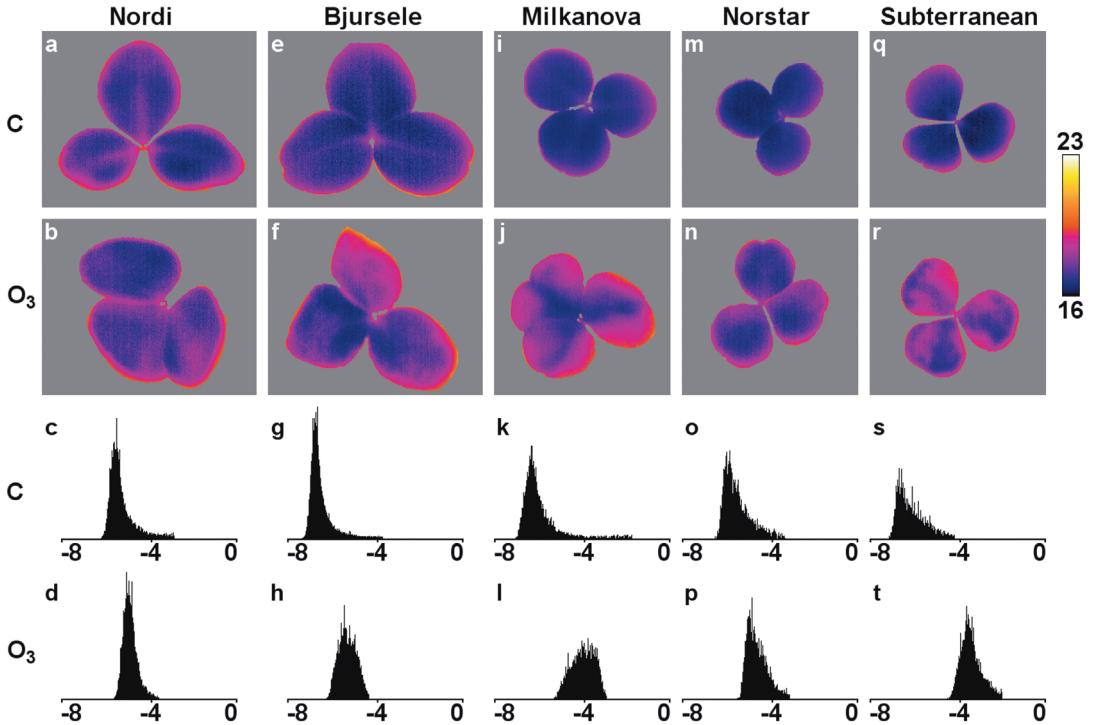 Nordi Bjursele Milkanova Norstar Subterranean
a e i m q
C
23
b f j n r
O3
16
c g k o s
C
-8 -4 0 -8 -4 0 -8 -4 0 -8 -4 0 -8 -4 0
d h l p t
O3
-8 -4 0 -8 -4 0 -8 -4 0 -8 -4 0 -8 -4 0